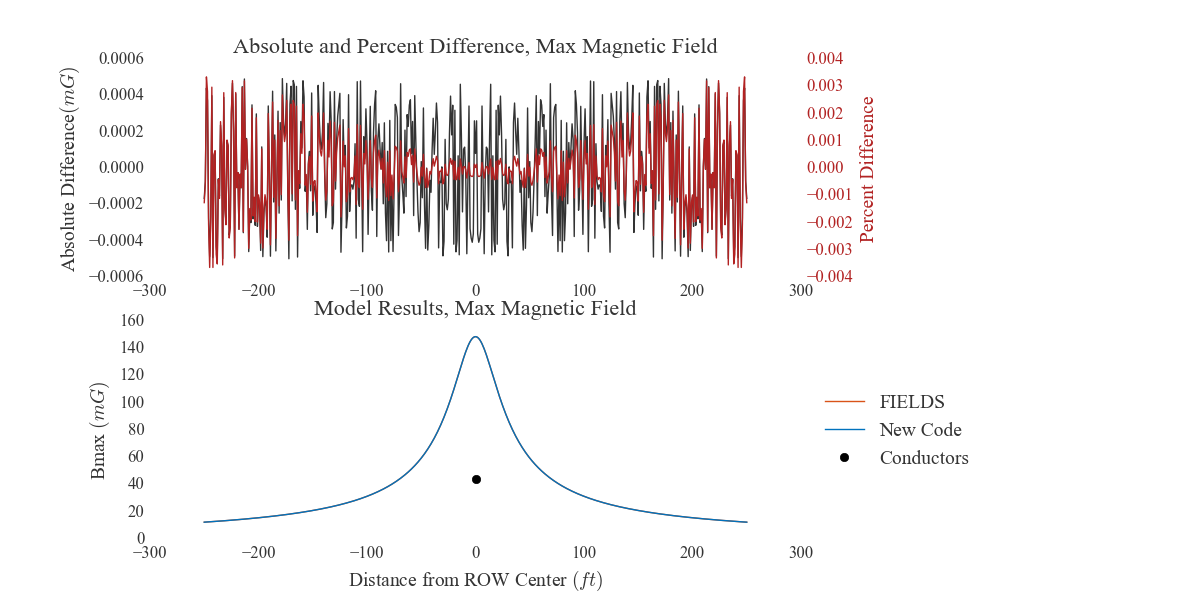 Absolute and Percent Difference, Max Magnetic Field
Absolute Difference(mG)
0.0006
0.0004
0.0002
0.0000
−0.0002
−0.0004
−0.0006
0.004
0.003
0.002
0.001
0.000
−0.001
−0.002
−0.003
−0.004
Percent Difference
−300 −200 −100 0 100 200 300
Model Results, Max Magnetic Field
Bmax (mG)
160
140
120
100
80
60
40
20
0
−300 −200 −100 0 100 200 300
Distance from ROW Center (ft)
FIELDS
New Code
Conductors